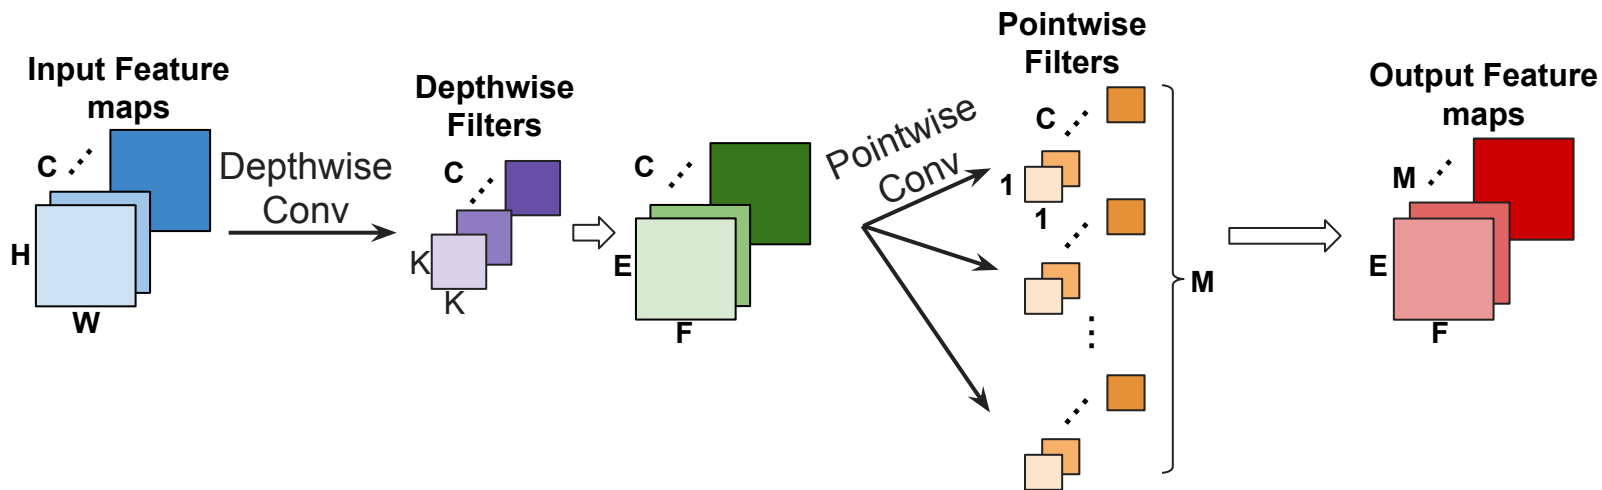 Input Feature
maps
C
H
W
Depthwise
Conv
Depthwise
Filters
C
K
K
C
E
F
Pointwise
Conv
Pointwise
Filters
C
1
1
M
Output Feature
maps
M
E
F